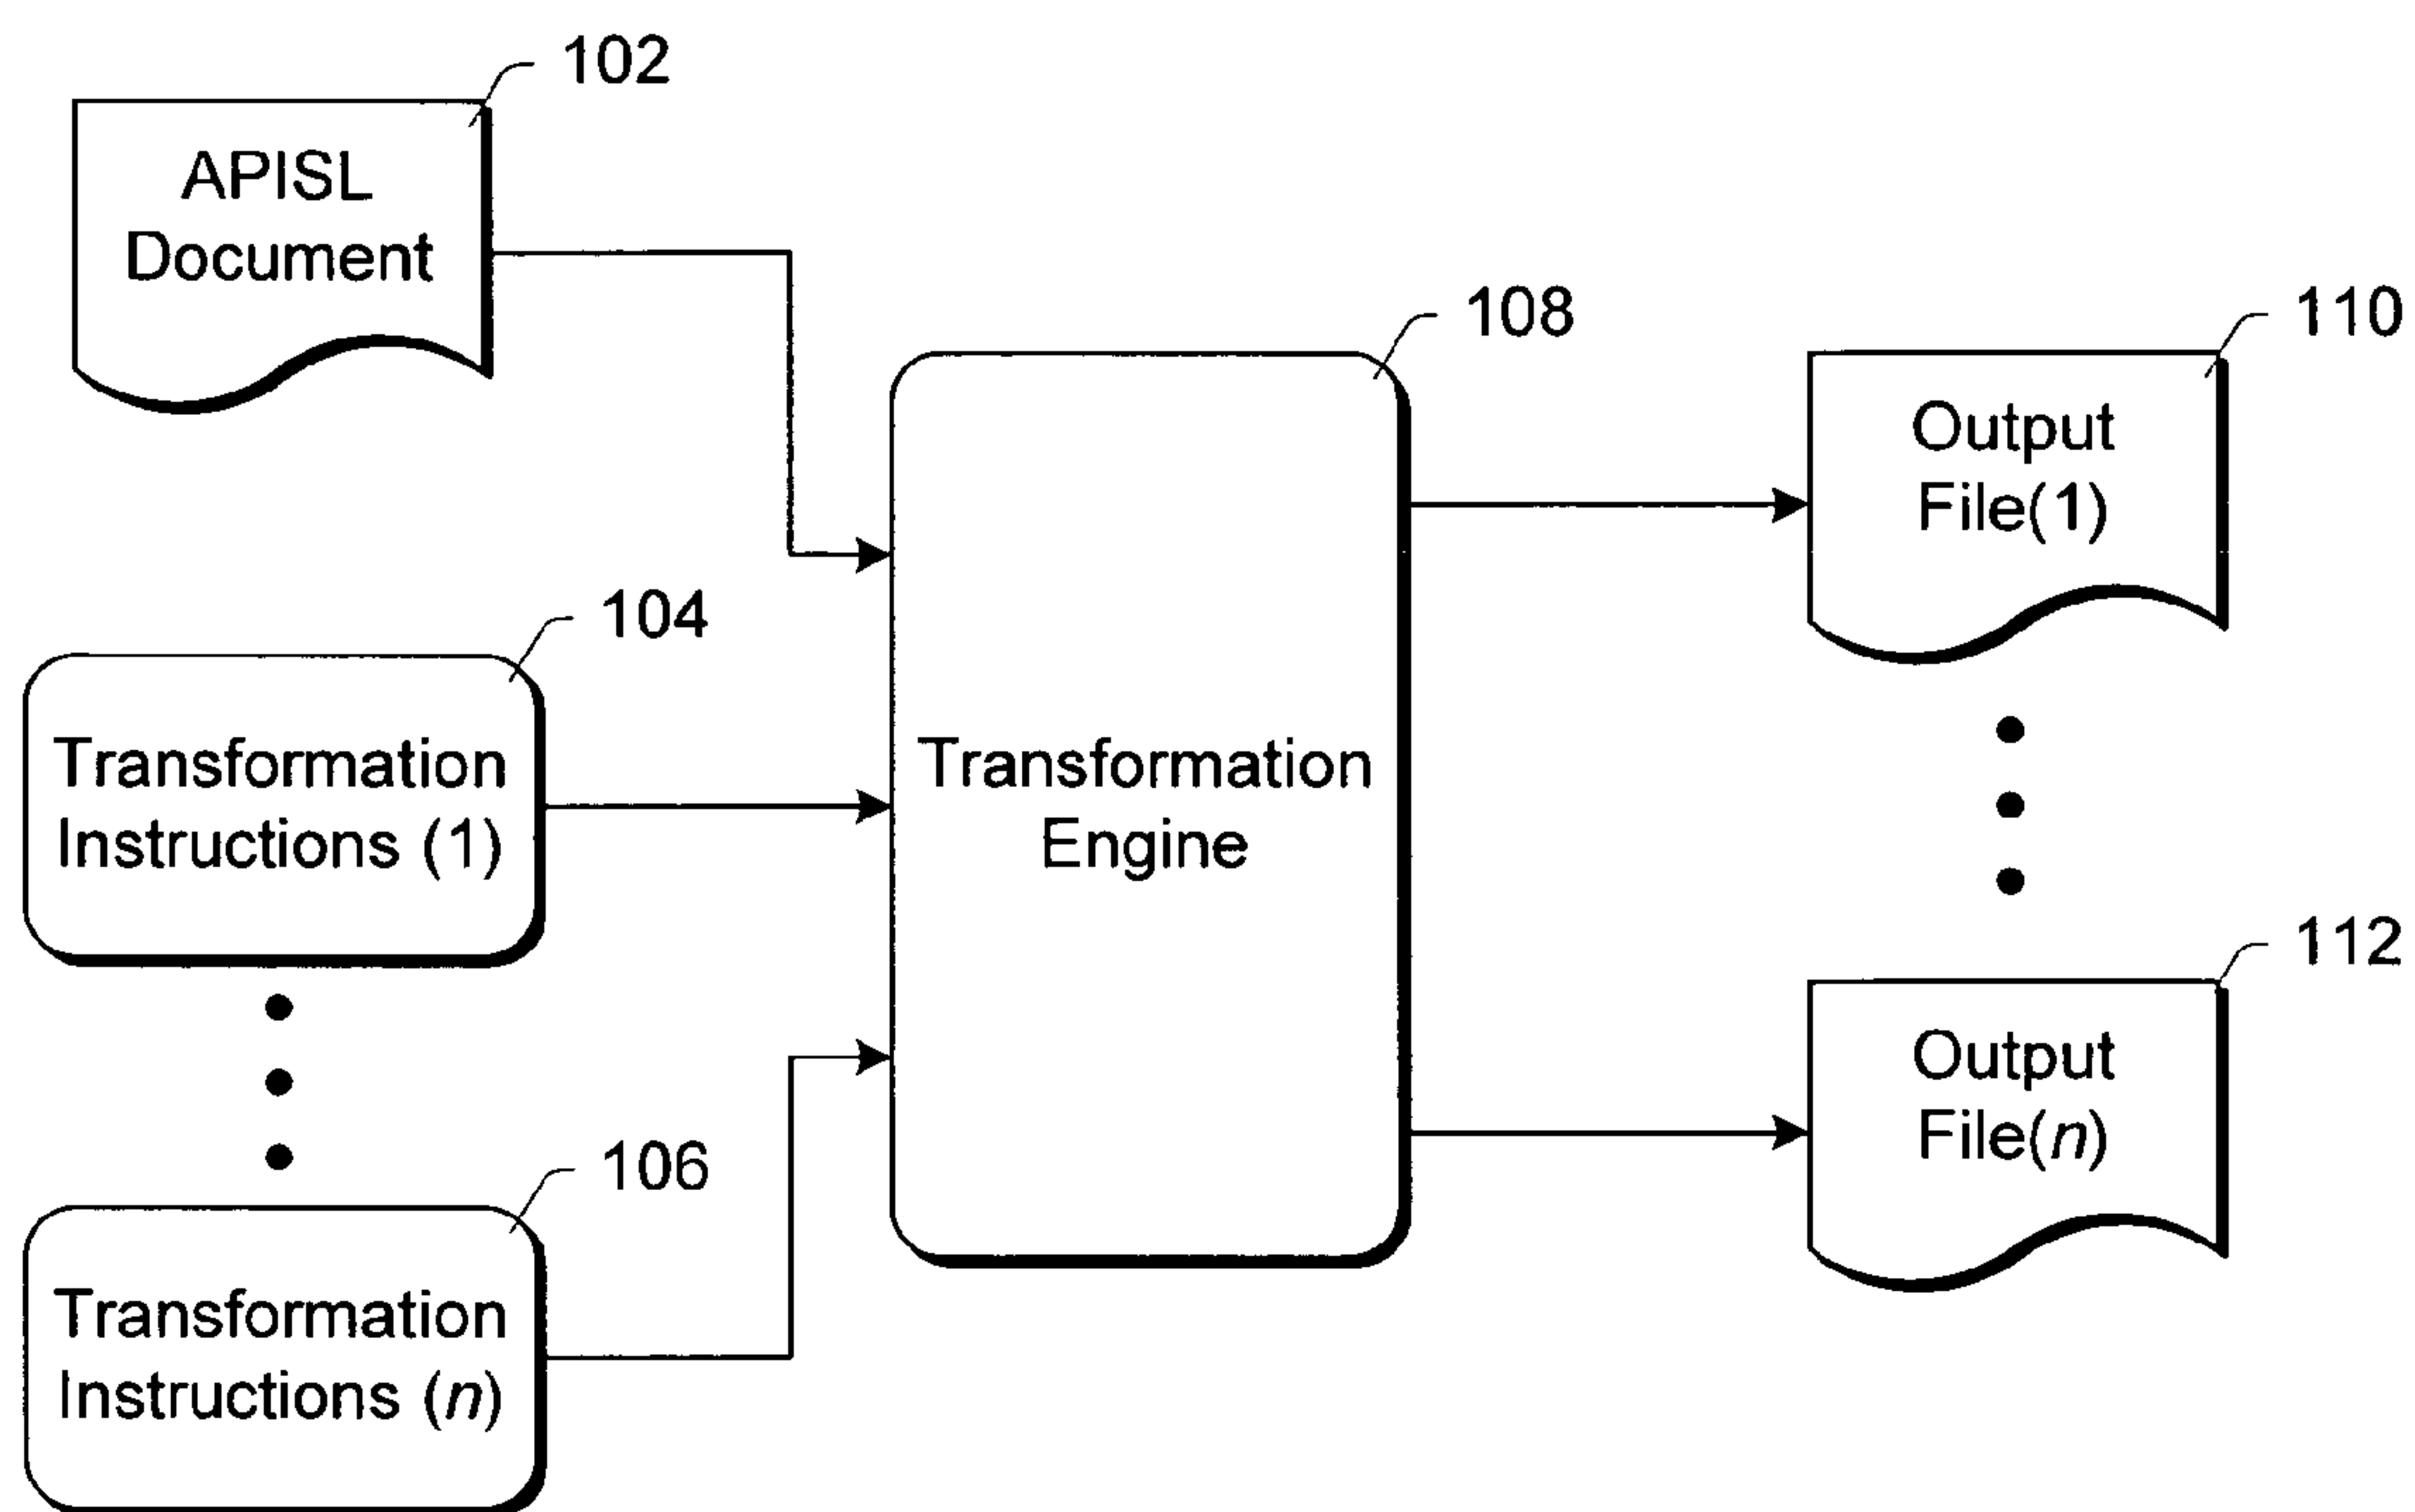 102
APISL
Document
104
Transformation
Instructions (1)
106
Transformation
Instructions (n)
108
Transformation
Engine
110
Output
File(1)
112
Output
File(n)